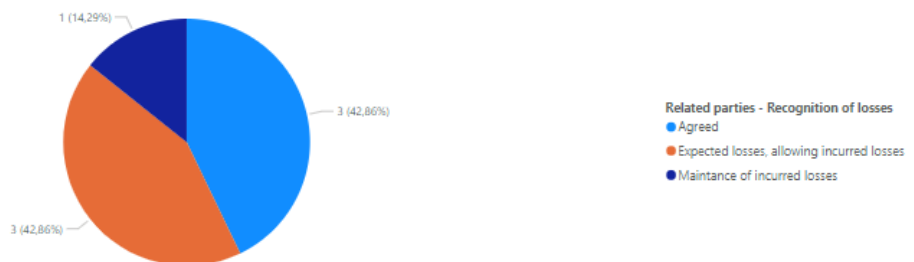 1 (14,29%)
3 (42,86%)
3 (42,86%)
Related parties - Recognition of losses
Agreed
Expected losses, allowing incurred losses
Maintance of incurred losses